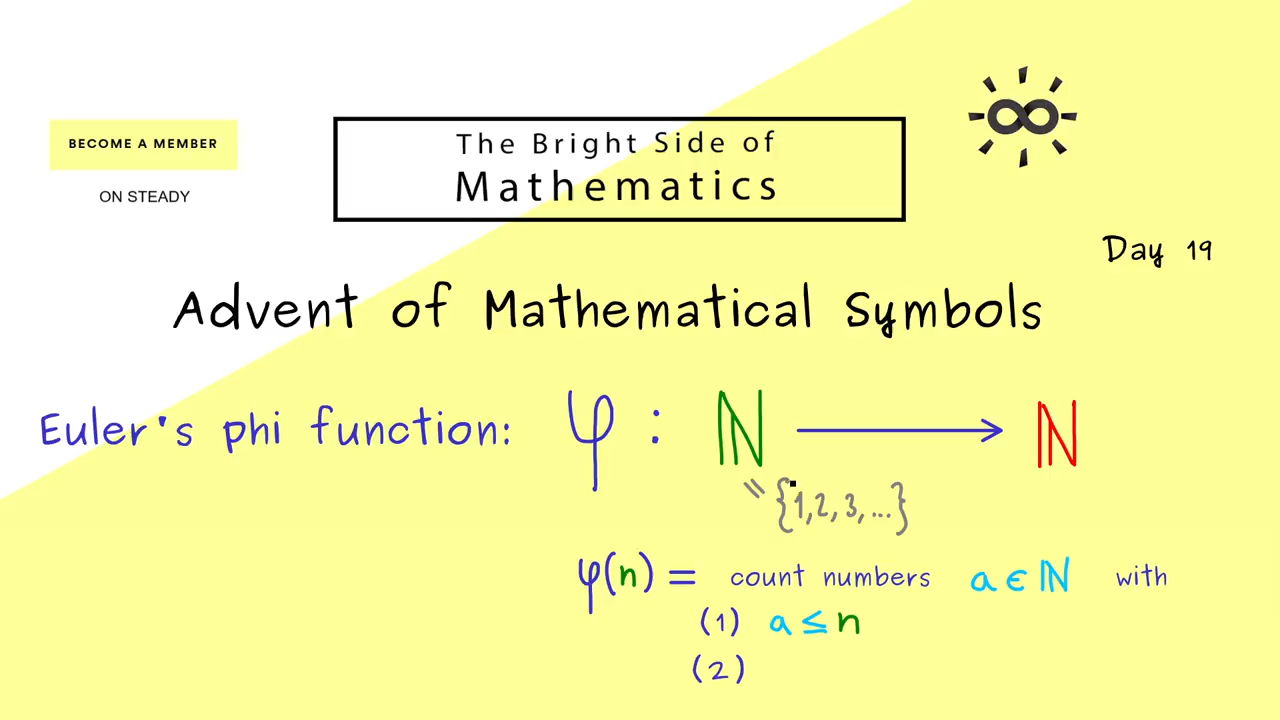 BECOME A MEMBER
ON STEADY
The Bright Side of
Mathematics
Day 19
Advent of Mathematical Symbols
Euler's phi function: φ : ℕ ⟶ ℕ
= {1,2,3,...}
φ(n) = count numbers a ∈ ℕ with
(1) a ≤ n
(2)